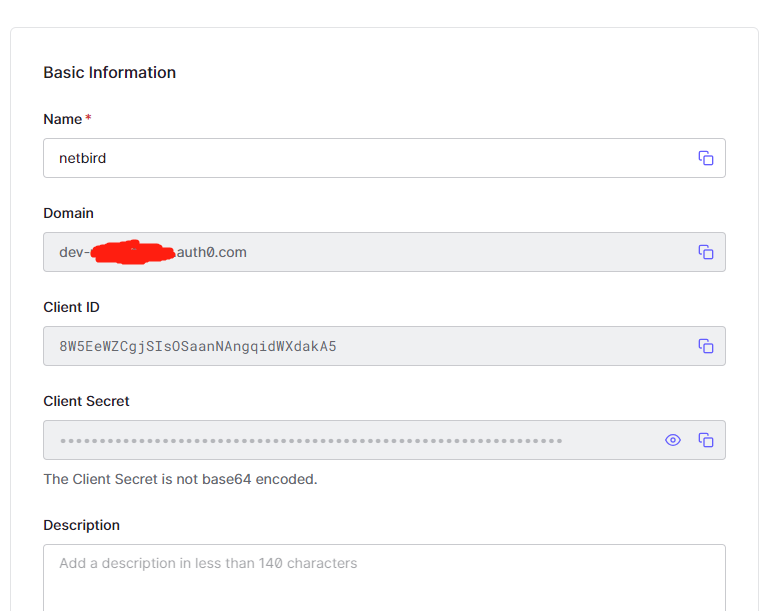 Basic Information
Name*
netbird
Domain
dev-
.auth0.com
Client ID
8W5EeWZCgjSIsOSaanNAngqidWXdakA5
Client Secret
••••••••••••••••••••••••••••••••••••••••••••••••••••••••••••••••
The Client Secret is not base64 encoded.
Description
Add a description in less than 140 characters